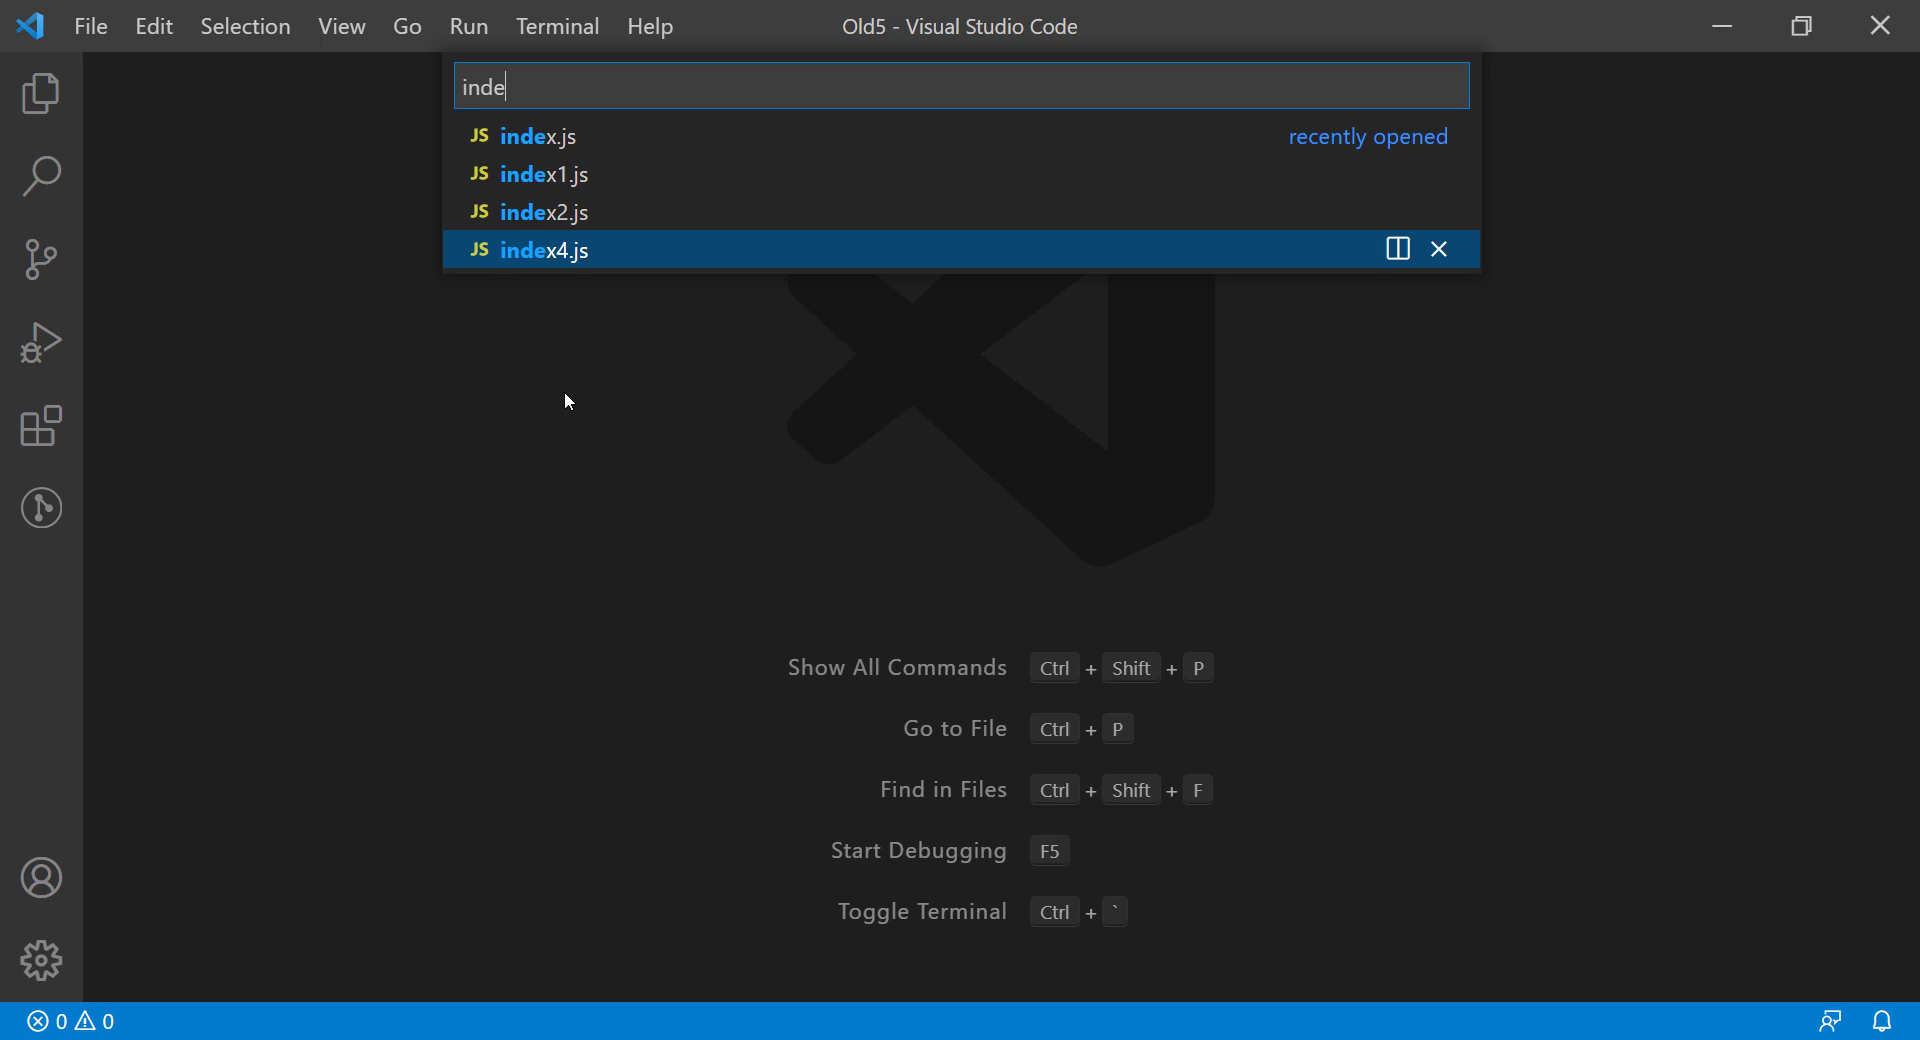 File Edit Selection View Go Run Terminal Help Old5 - Visual Studio Code
inde
JS index.js recently opened
JS index1.js
JS index2.js
JS index4.js
Show All Commands Ctrl + Shift + P
Go to File Ctrl + P
Find in Files Ctrl + Shift + F
Start Debugging F5
Toggle Terminal Ctrl + `
0 0